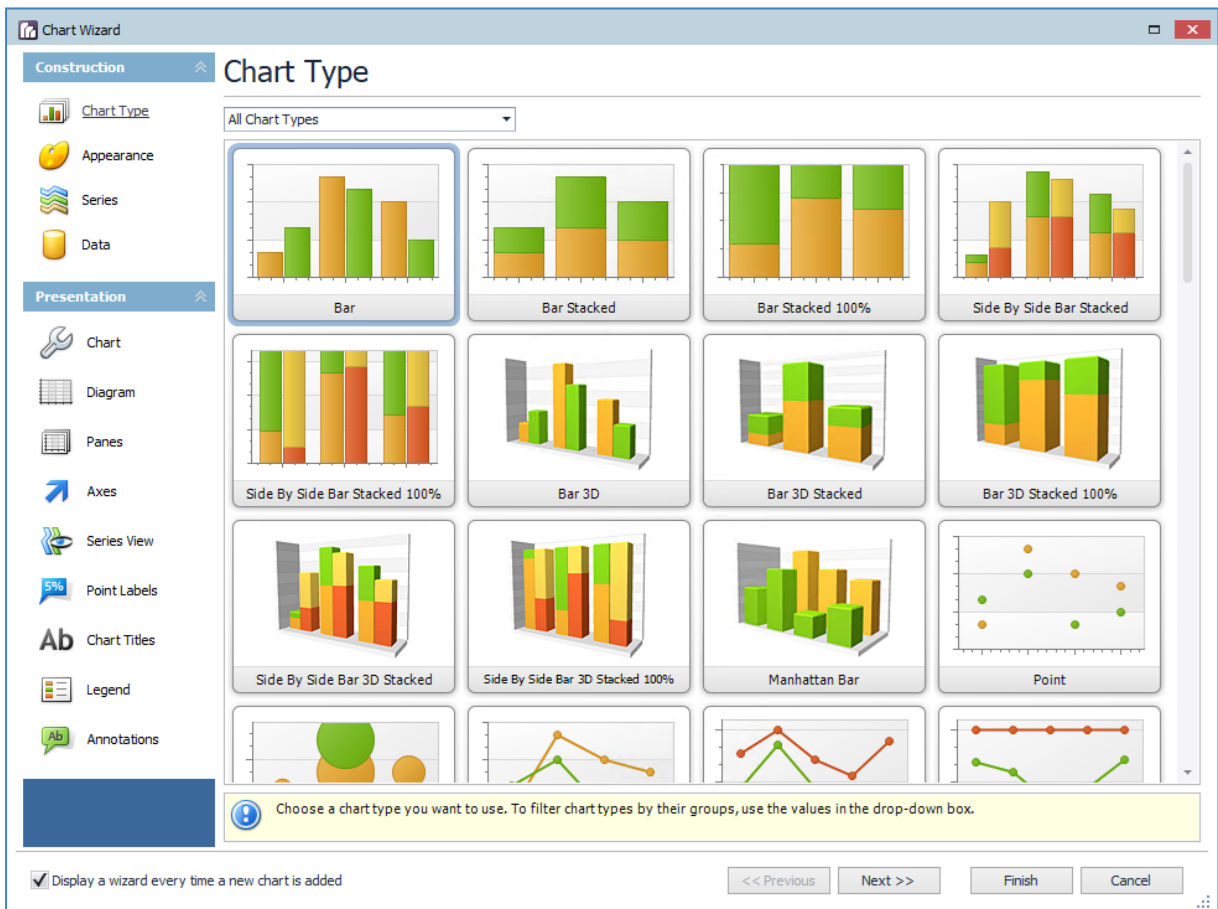 Chart Wizard
Construction
Chart Type
Appearance
Series
Data
Presentation
Chart
Diagram
Panes
Axes
Series View
5%
Point Labels
Ab
Chart Titles
Legend
Ab
Annotations
Chart Type
All Chart Types
Bar
Bar Stacked
Bar Stacked 100%
Side By Side Bar Stacked
Side By Side Bar Stacked 100%
Bar 3D
Bar 3D Stacked
Bar 3D Stacked 100%
Side By Side Bar 3D Stacked
Side By Side Bar 3D Stacked 100%
Manhattan Bar
Point
Choose a chart type you want to use. To filter chart types by their groups, use the values in the drop-down box.
Display a wizard every time a new chart is added
<< Previous
Next >>
Finish
Cancel